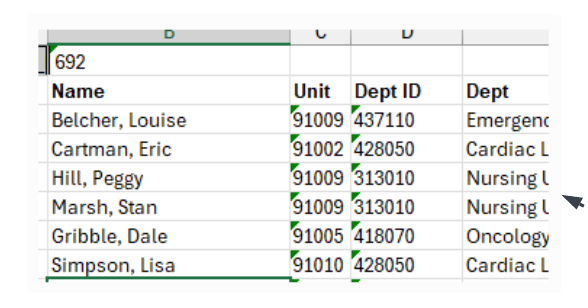 B C D
692
Name Unit Dept ID Dept
Belcher, Louise 91009 437110 Emergenc
Cartman, Eric 91002 428050 Cardiac L
Hill, Peggy 91009 313010 Nursing U
Marsh, Stan 91009 313010 Nursing U
Gribble, Dale 91005 418070 Oncology
Simpson, Lisa 91010 428050 Cardiac L